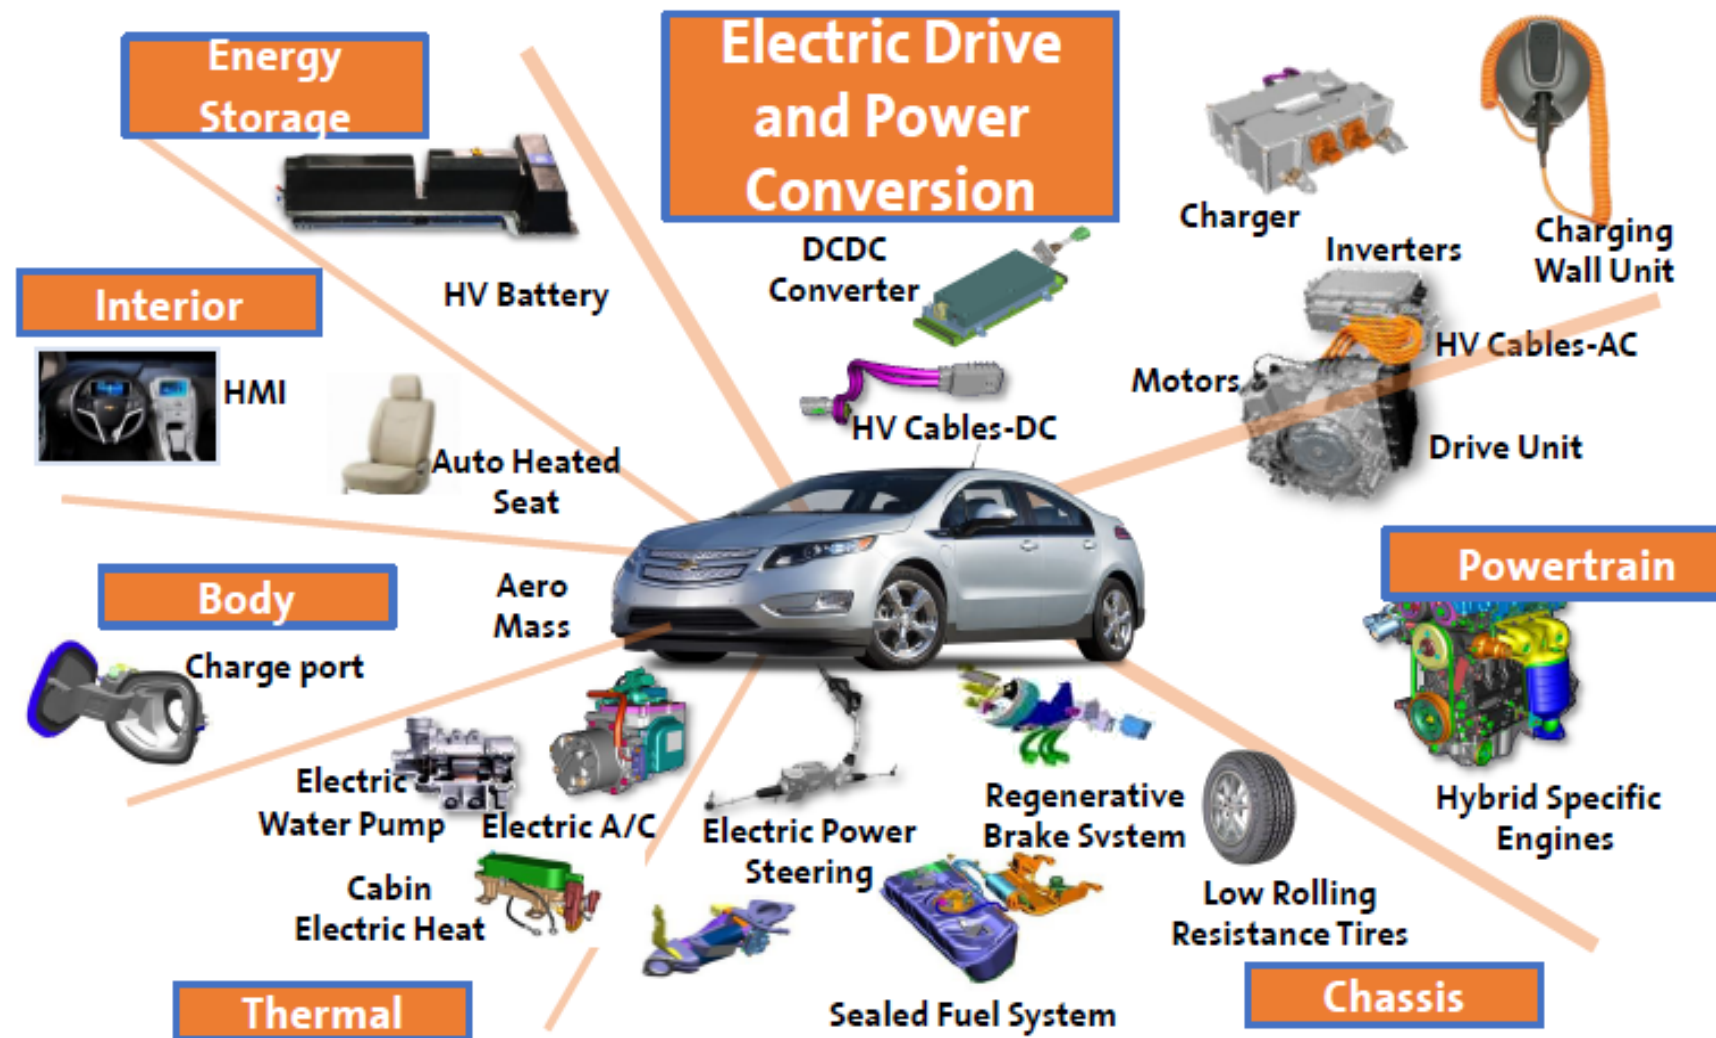 Energy
Storage
Electric Drive
and Power
Conversion
Charger
Charging
Wall Unit
Inverters
DCDC
Converter
HV Battery
Interior
HMI
HV Cables-AC
Motors
HV Cables-DC
Drive Unit
Auto Heated
Seat
Powertrain
Body
Aero
Mass
Charge port
Electric
Water Pump
Electric A/C
Electric Power
Steering
Regenerative
Brake Svstem
Hybrid Specific
Engines
Cabin
Electric Heat
Low Rolling
Resistance Tires
Thermal
Sealed Fuel System
Chassis